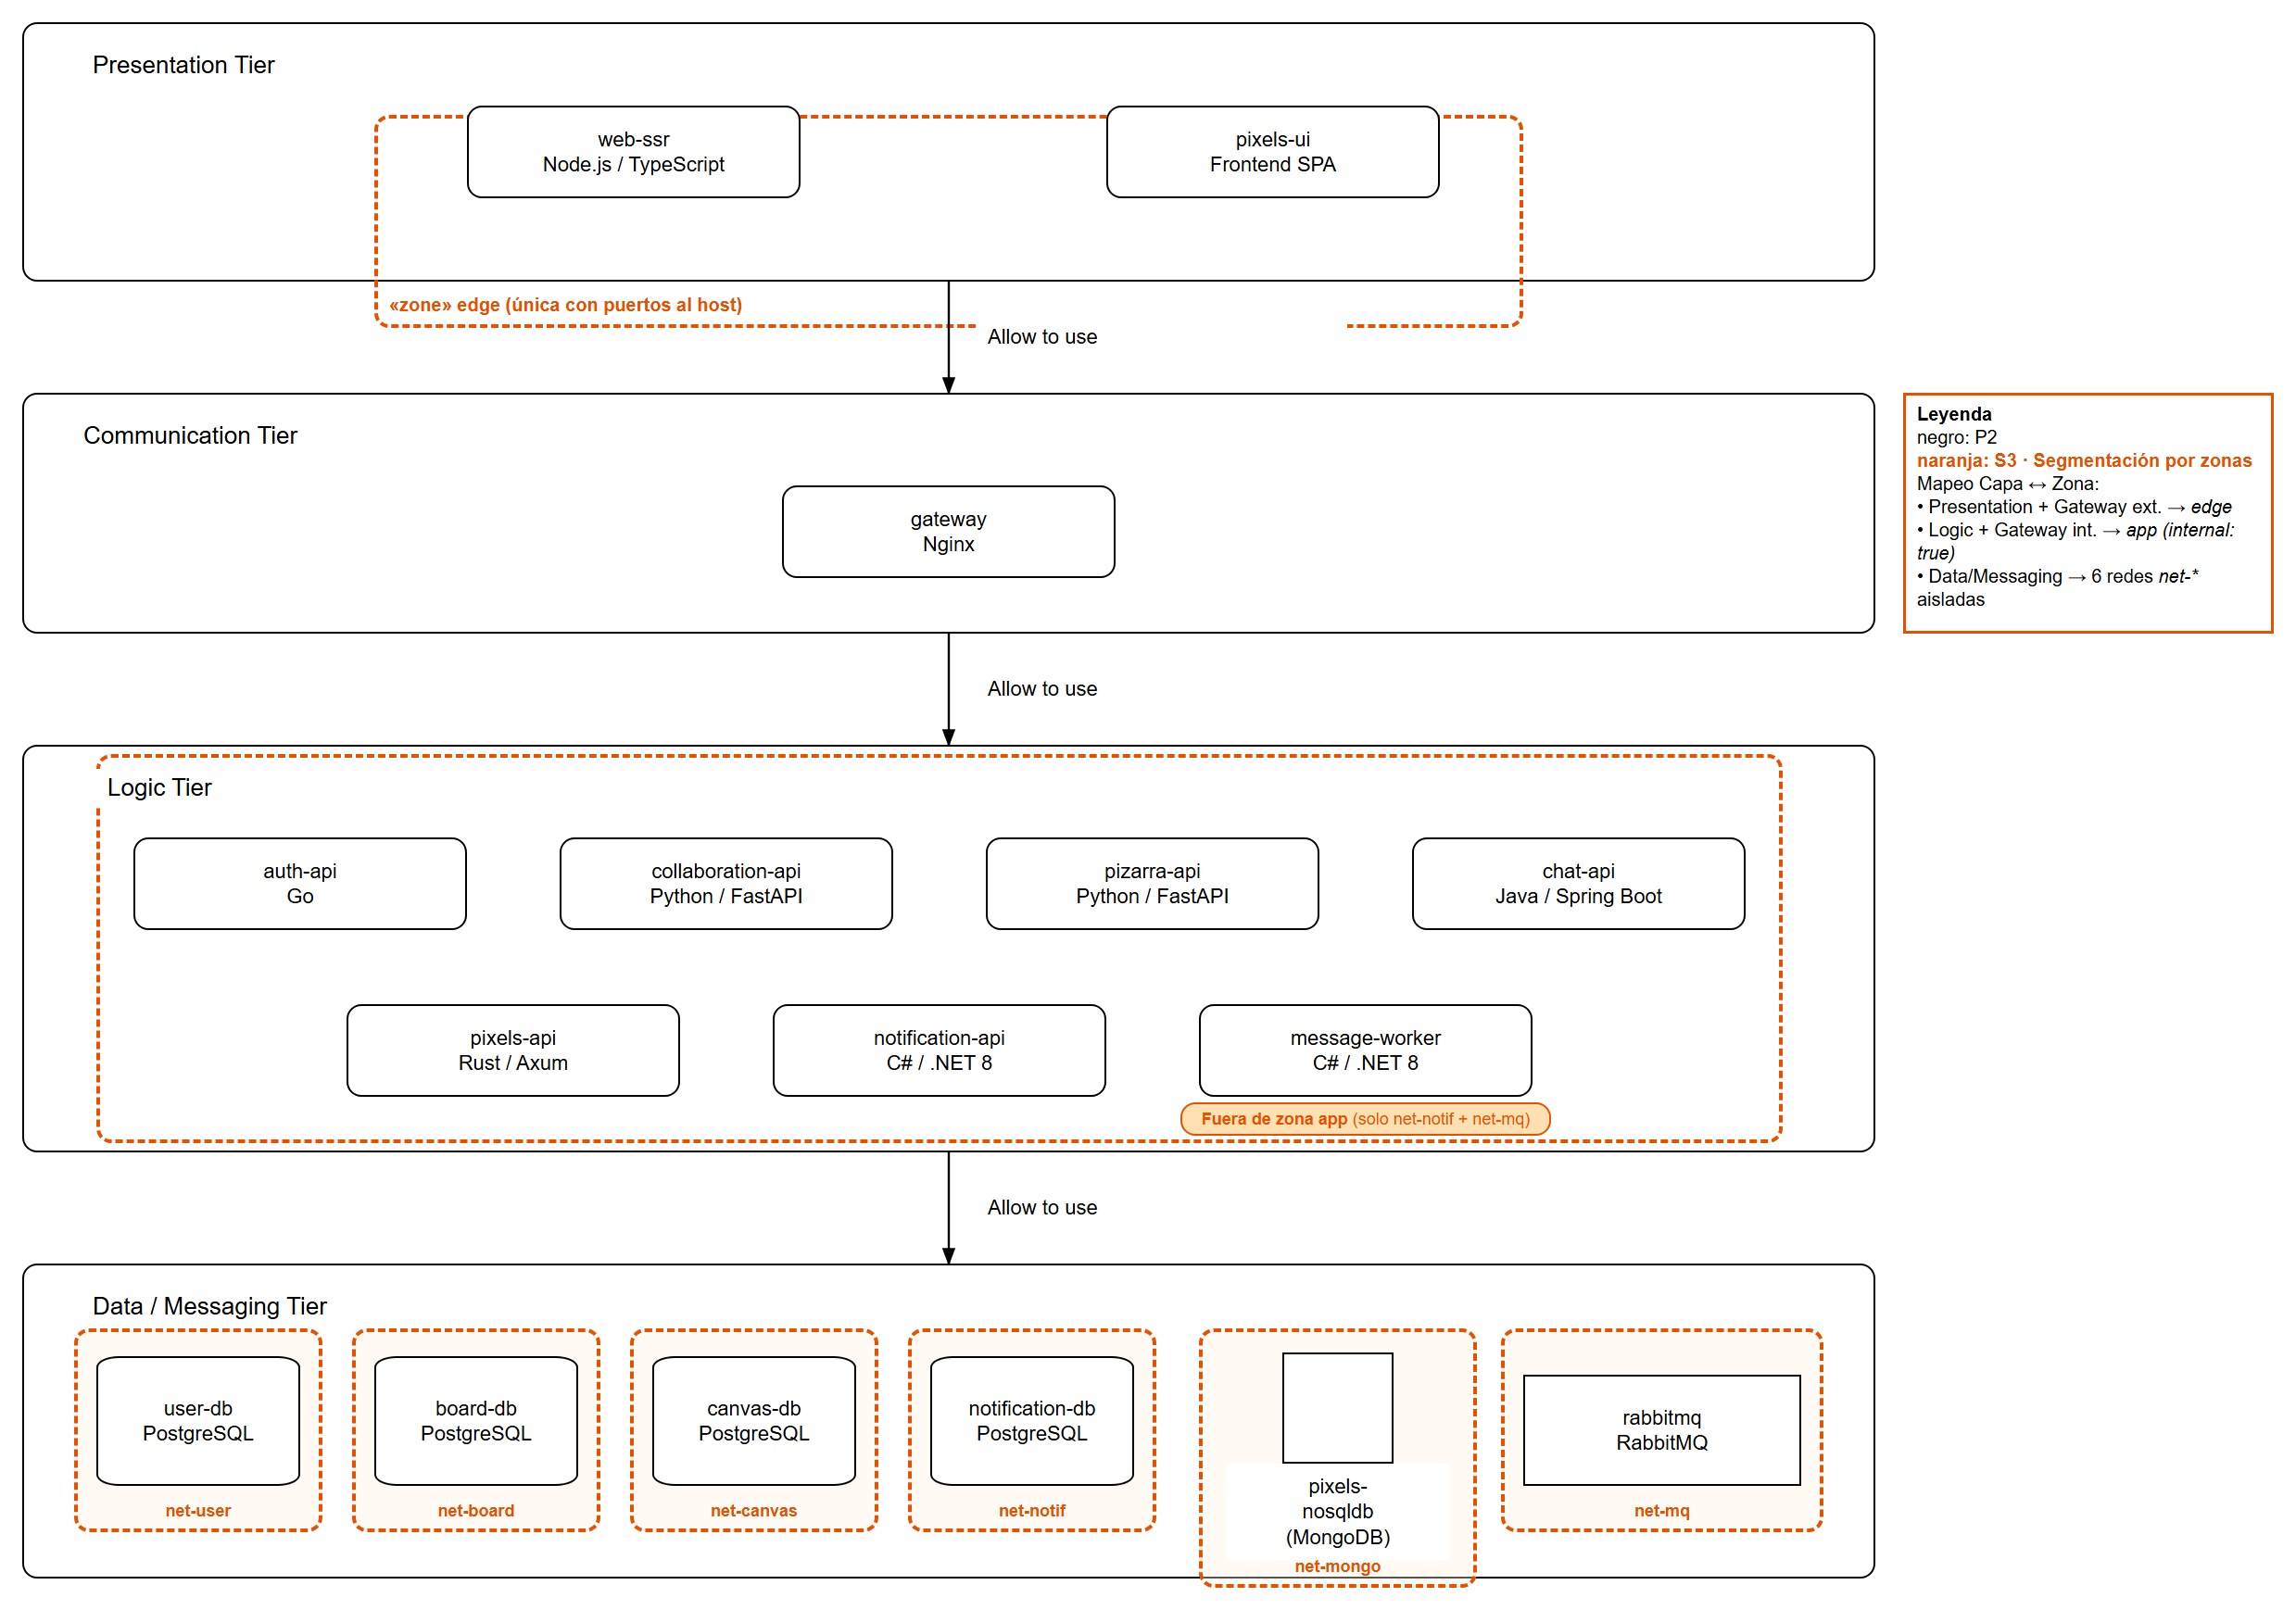 Presentation Tier
web-ssr
Node.js / TypeScript
pixels-ui
Frontend SPA
«zone» edge (única con puertos al host)
Allow to use
Communication Tier
gateway
Nginx
Leyenda
negro: P2
naranja: S3 · Segmentación por zonas
Mapeo Capa ↔ Zona:
• Presentation + Gateway ext. → edge
• Logic + Gateway int. → app (internal:
true)
• Data/Messaging → 6 redes net-*
aisladas
Allow to use
Logic Tier
auth-api
Go
collaboration-api
Python / FastAPI
pizarra-api
Python / FastAPI
chat-api
Java / Spring Boot
pixels-api
Rust / Axum
notification-api
C# / .NET 8
message-worker
C# / .NET 8
Fuera de zona app (solo net-notif + net-mq)
Allow to use
Data / Messaging Tier
user-db
PostgreSQL
net-user
board-db
PostgreSQL
net-board
canvas-db
PostgreSQL
net-canvas
notification-db
PostgreSQL
net-notif
pixels-
nosqldb
(MongoDB)
net-mongo
rabbitmq
RabbitMQ
net-mq